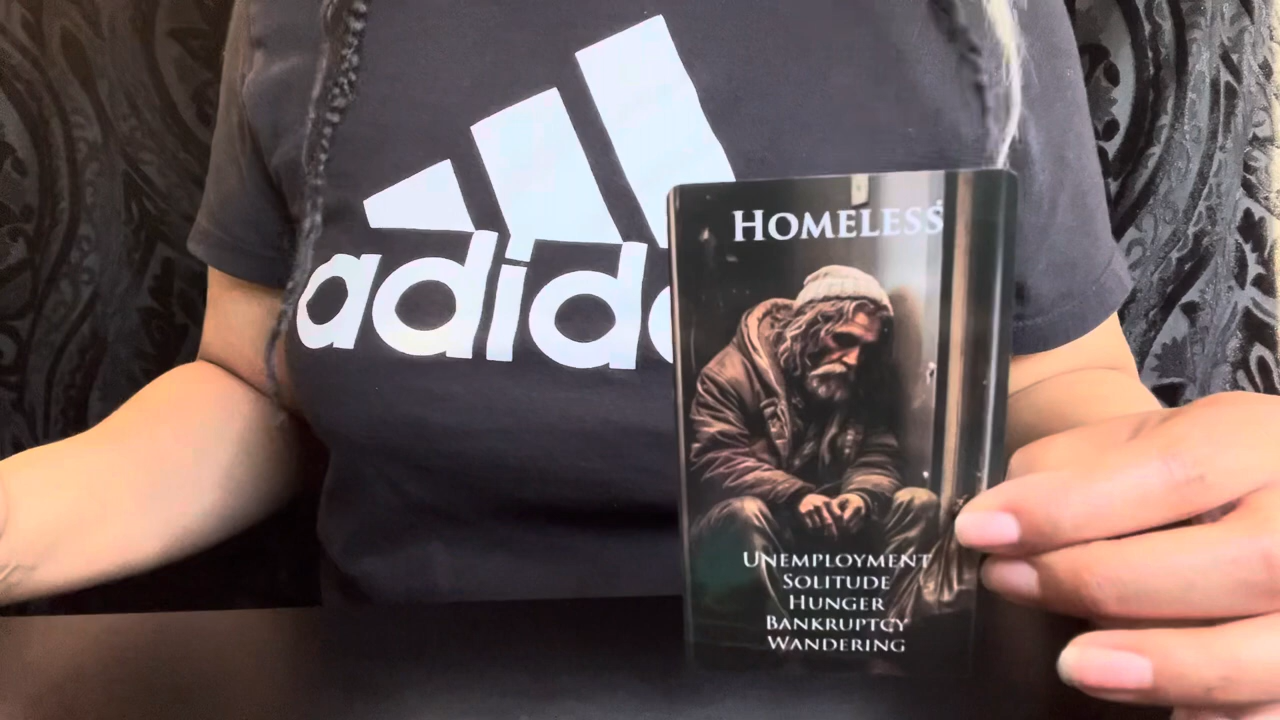 adida
HOMELESS
UNEMPLOYMENT
SOLITUDE
HUNGER
BANKRUPTCY
WANDERING